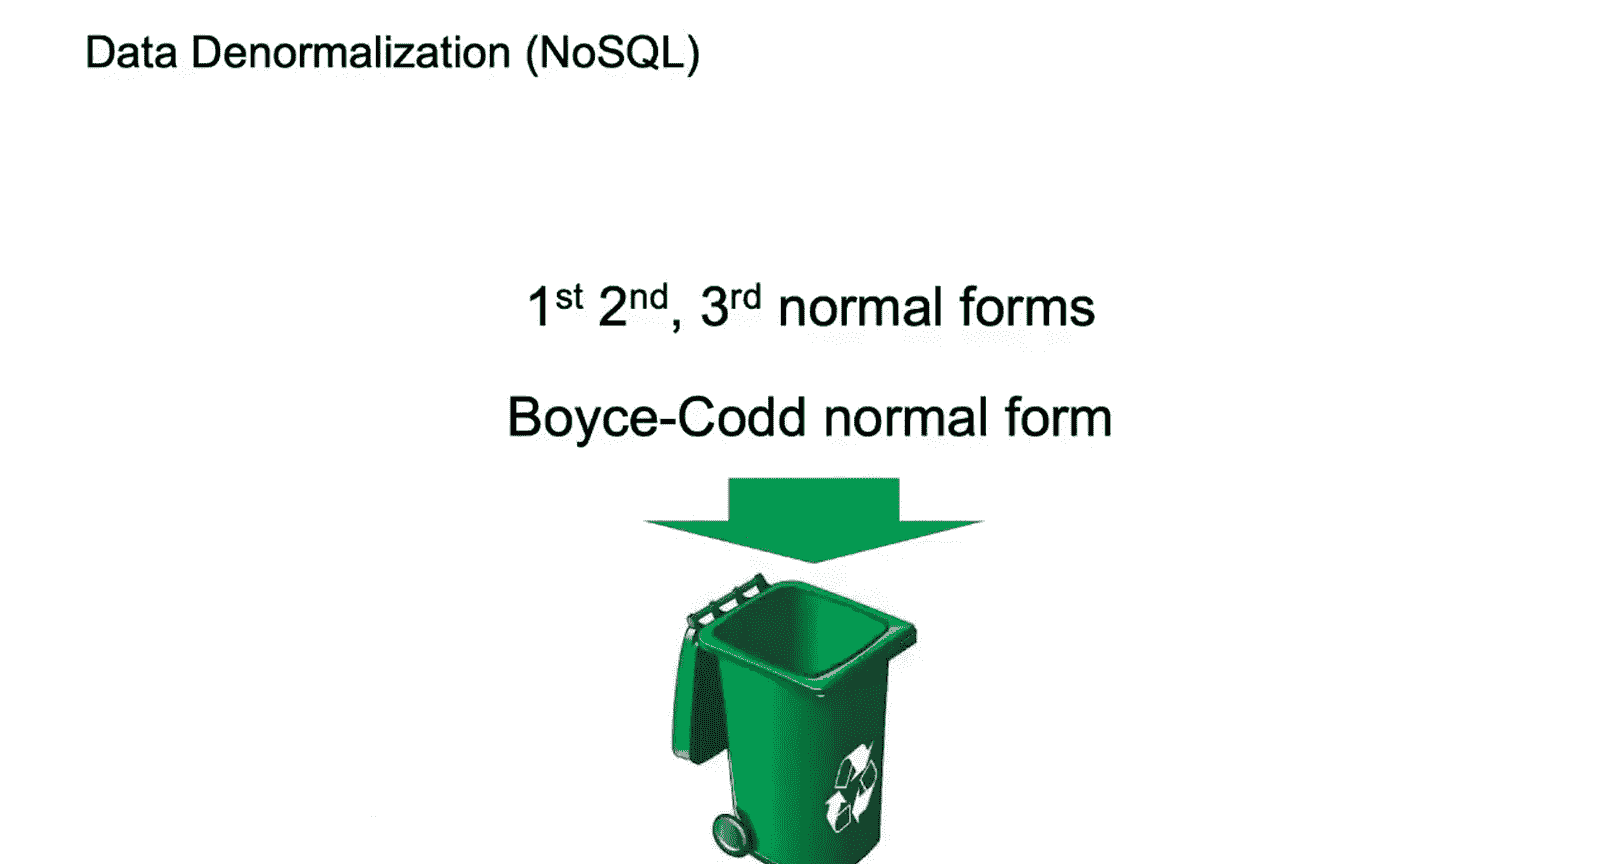 Data Denormalization (NoSQL)
1st 2nd, 3rd normal forms
Boyce-Codd normal form